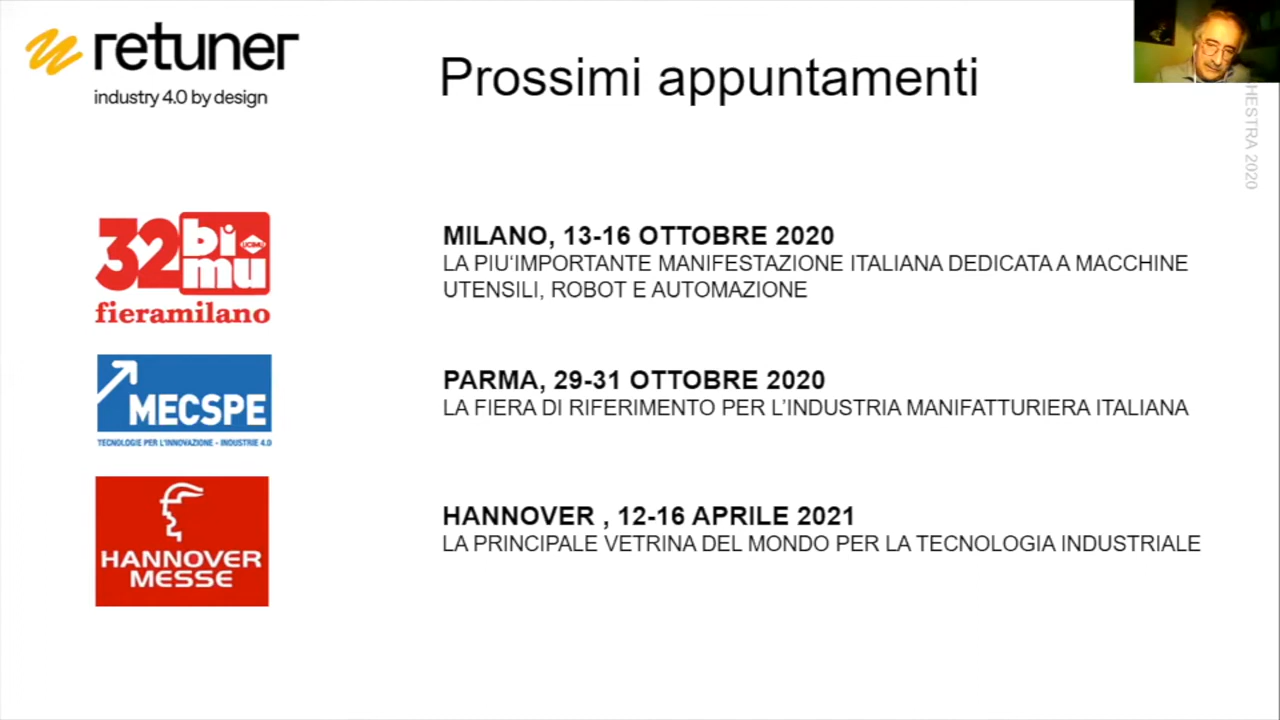 retuner
industry 4.0 by design
Prossimi appuntamenti
HESTRA 2020
32 bi mu
UCIMU
fieramilano
MILANO, 13-16 OTTOBRE 2020
LA PIU‘IMPORTANTE MANIFESTAZIONE ITALIANA DEDICATA A MACCHINE
UTENSILI, ROBOT E AUTOMAZIONE
MECSPE
TECNOLOGIE PER L'INNOVAZIONE - INDUSTRIE 4.0
PARMA, 29-31 OTTOBRE 2020
LA FIERA DI RIFERIMENTO PER L’INDUSTRIA MANIFATTURIERA ITALIANA
HANNOVER
MESSE
HANNOVER , 12-16 APRILE 2021
LA PRINCIPALE VETRINA DEL MONDO PER LA TECNOLOGIA INDUSTRIALE